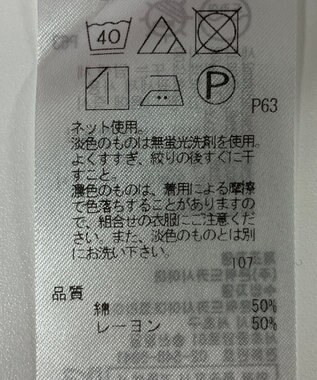 40
P
P63
ネット使用。
淡色のものは無蛍光洗剤を使用。
よくすすぎ、絞りの後すぐに干
すこと。
濃色のものは、着用による摩擦
で色落ちすることがありますの
で、組合せの衣服にご注意くだ
さい。また、淡色のものとは別
にお洗い下さい。
107
品質
綿 50%
レーヨン 50%